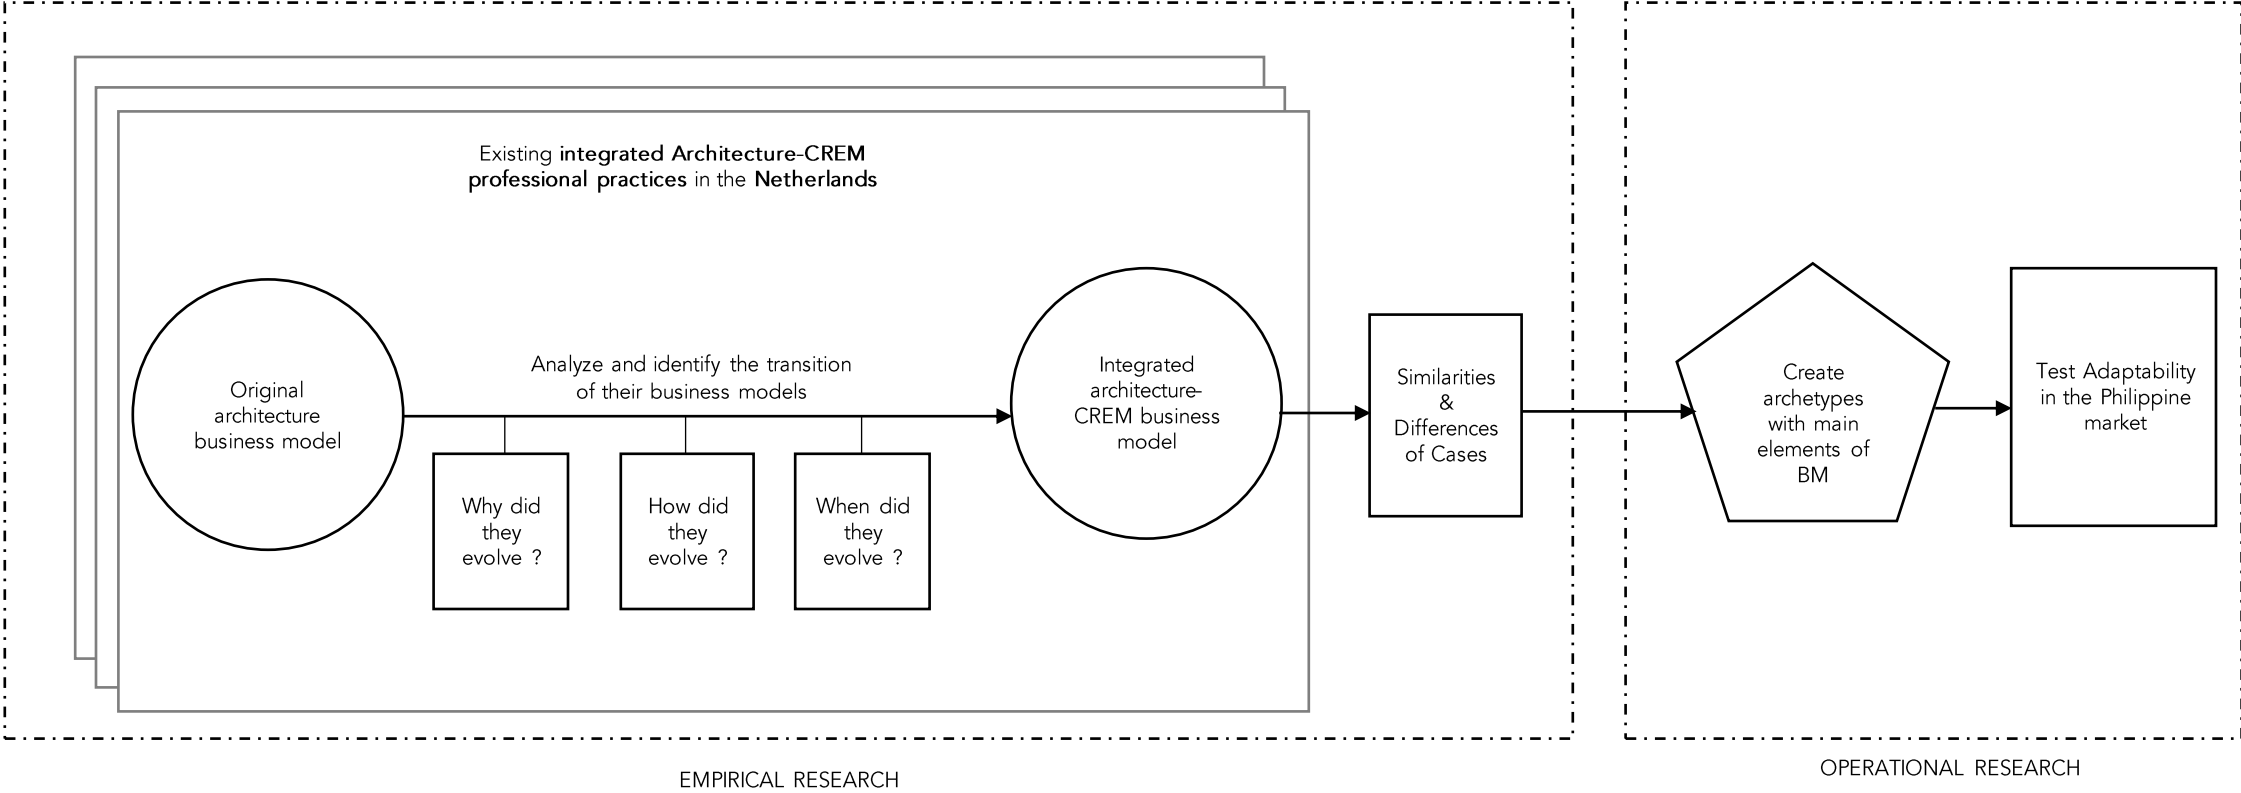 Existing integrated Architecture-CREM
professional practices in the Netherlands
Original
architecture
business model
Analyze and identify the transition
of their business models
Why did
they
evolve ?
How did
they
evolve ?
When did
they
evolve ?
Integrated
architecture-
CREM business
model
Similarities
&
Differences
of Cases
Create
archetypes
with main
elements of
BM
Test Adaptability
in the Philippine
market
EMPIRICAL RESEARCH
OPERATIONAL RESEARCH